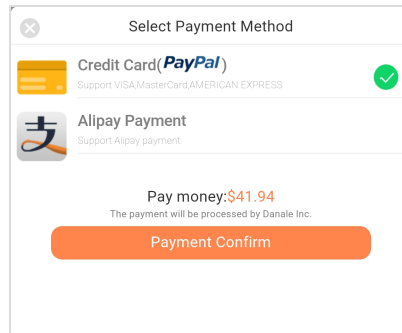 Select Payment Method
Credit Card(PayPal)
Support VISA,MasterCard,AMERICAN EXPRESS
Alipay Payment
支
Support Alipay payment
Pay money:$41.94
The payment will be processed by Danale Inc.
Payment Confirm